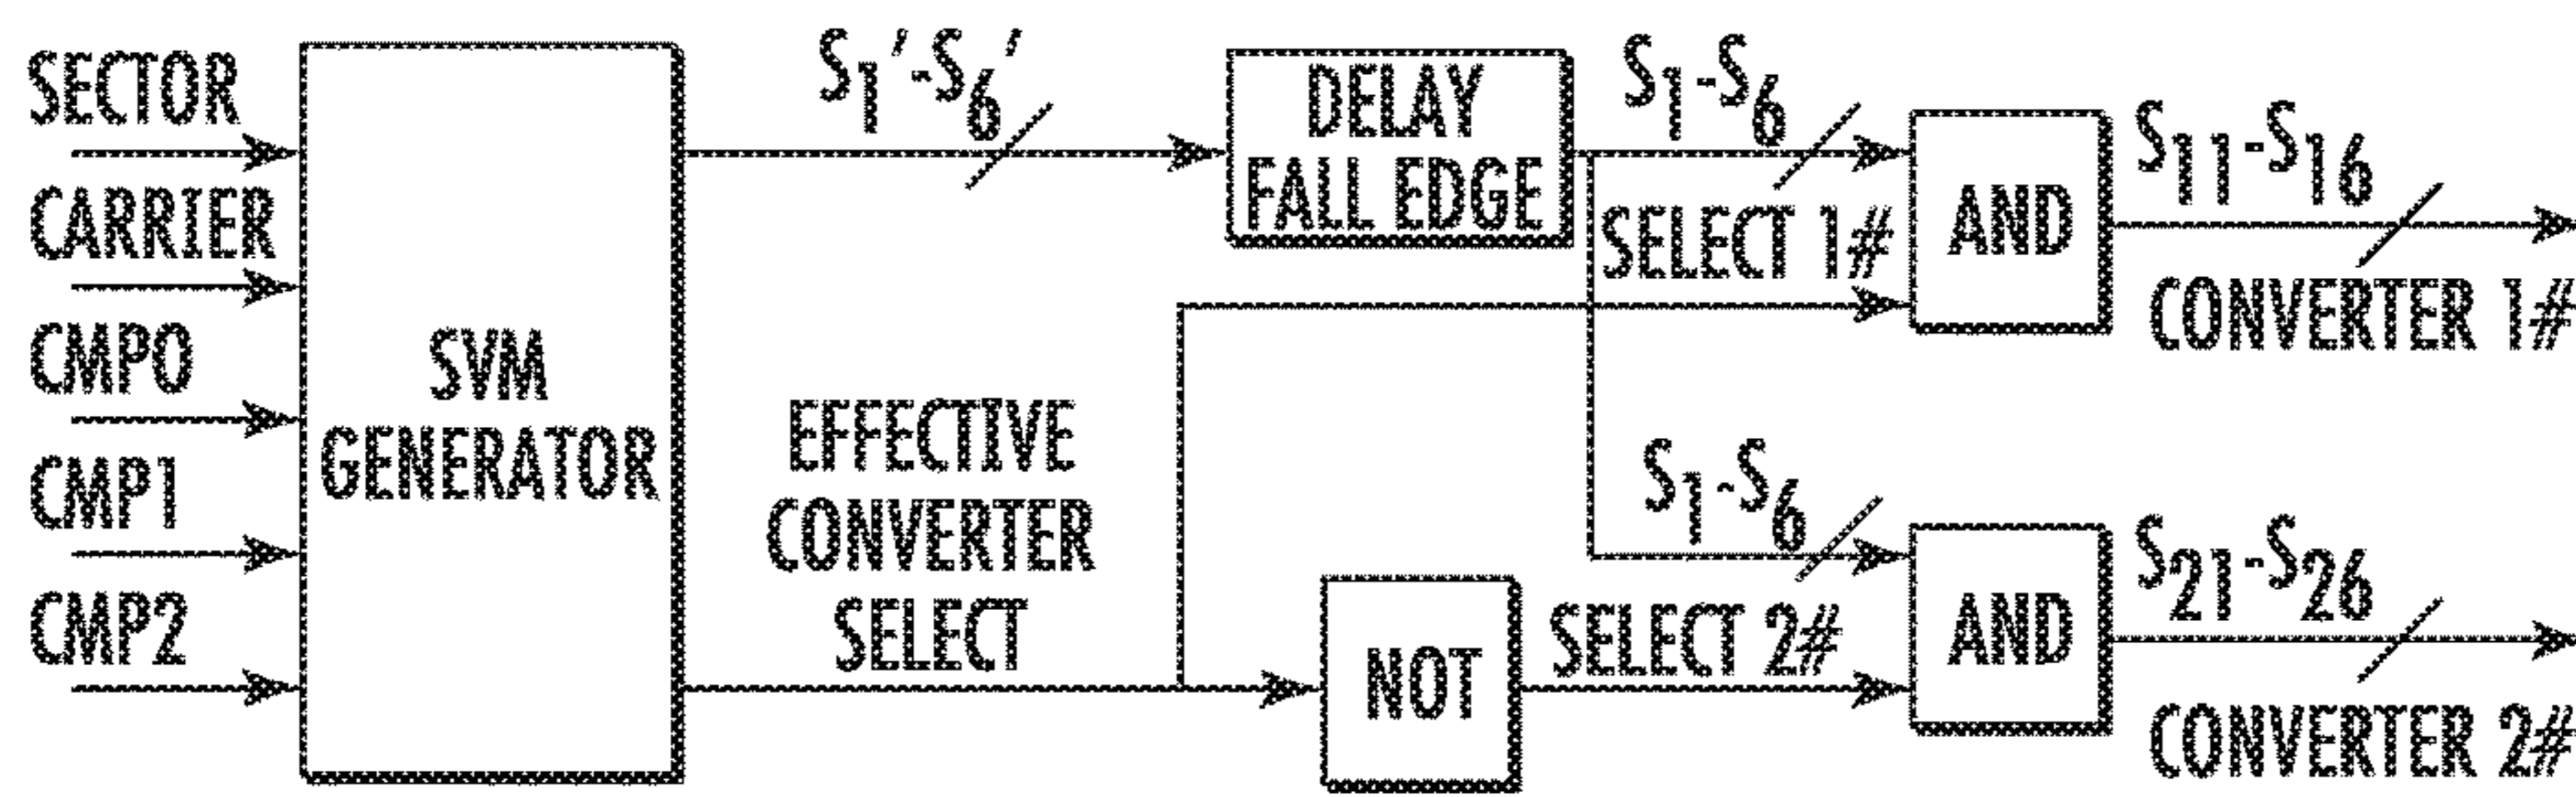 SECTOR
CARRIER
CMP0
CMP1
CMP2
SVM
GENERATOR
S1'-S6'
EFFECTIVE
CONVERTER
SELECT
DELAY
FALL EDGE
S1-S6
SELECT 1#
AND
S11-S16
CONVERTER 1#
NOT
S1-S6
SELECT 2#
AND
S21-S26
CONVERTER 2#